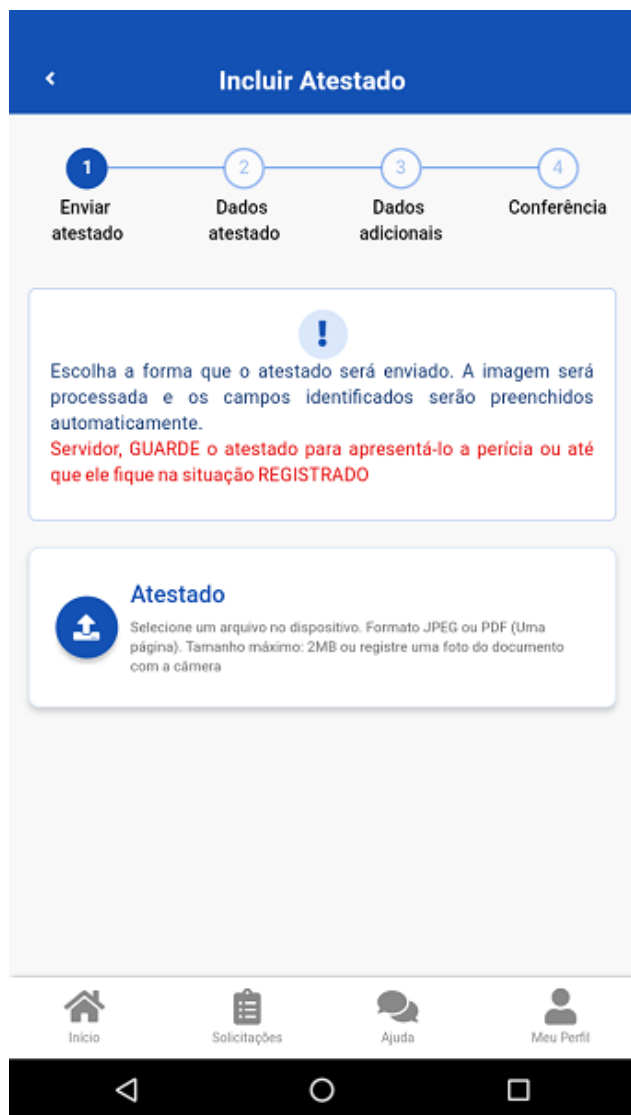 Incluir Atestado
1
2
3
4
Enviar atestado
Dados atestado
Dados adicionais
Conferência
Escolha a forma que o atestado será enviado. A imagem será
processada e os campos identificados serão preenchidos
automaticamente.
Servidor, GUARDE o atestado para apresentá-lo a perícia ou até
que ele fique na situação REGISTRADO
Atestado
Selecione um arquivo no dispositivo. Formato JPEG ou PDF (Uma
página). Tamanho máximo: 2MB ou registre uma foto do documento
com a câmera
Início
Solicitações
Ajuda
Meu Perfil